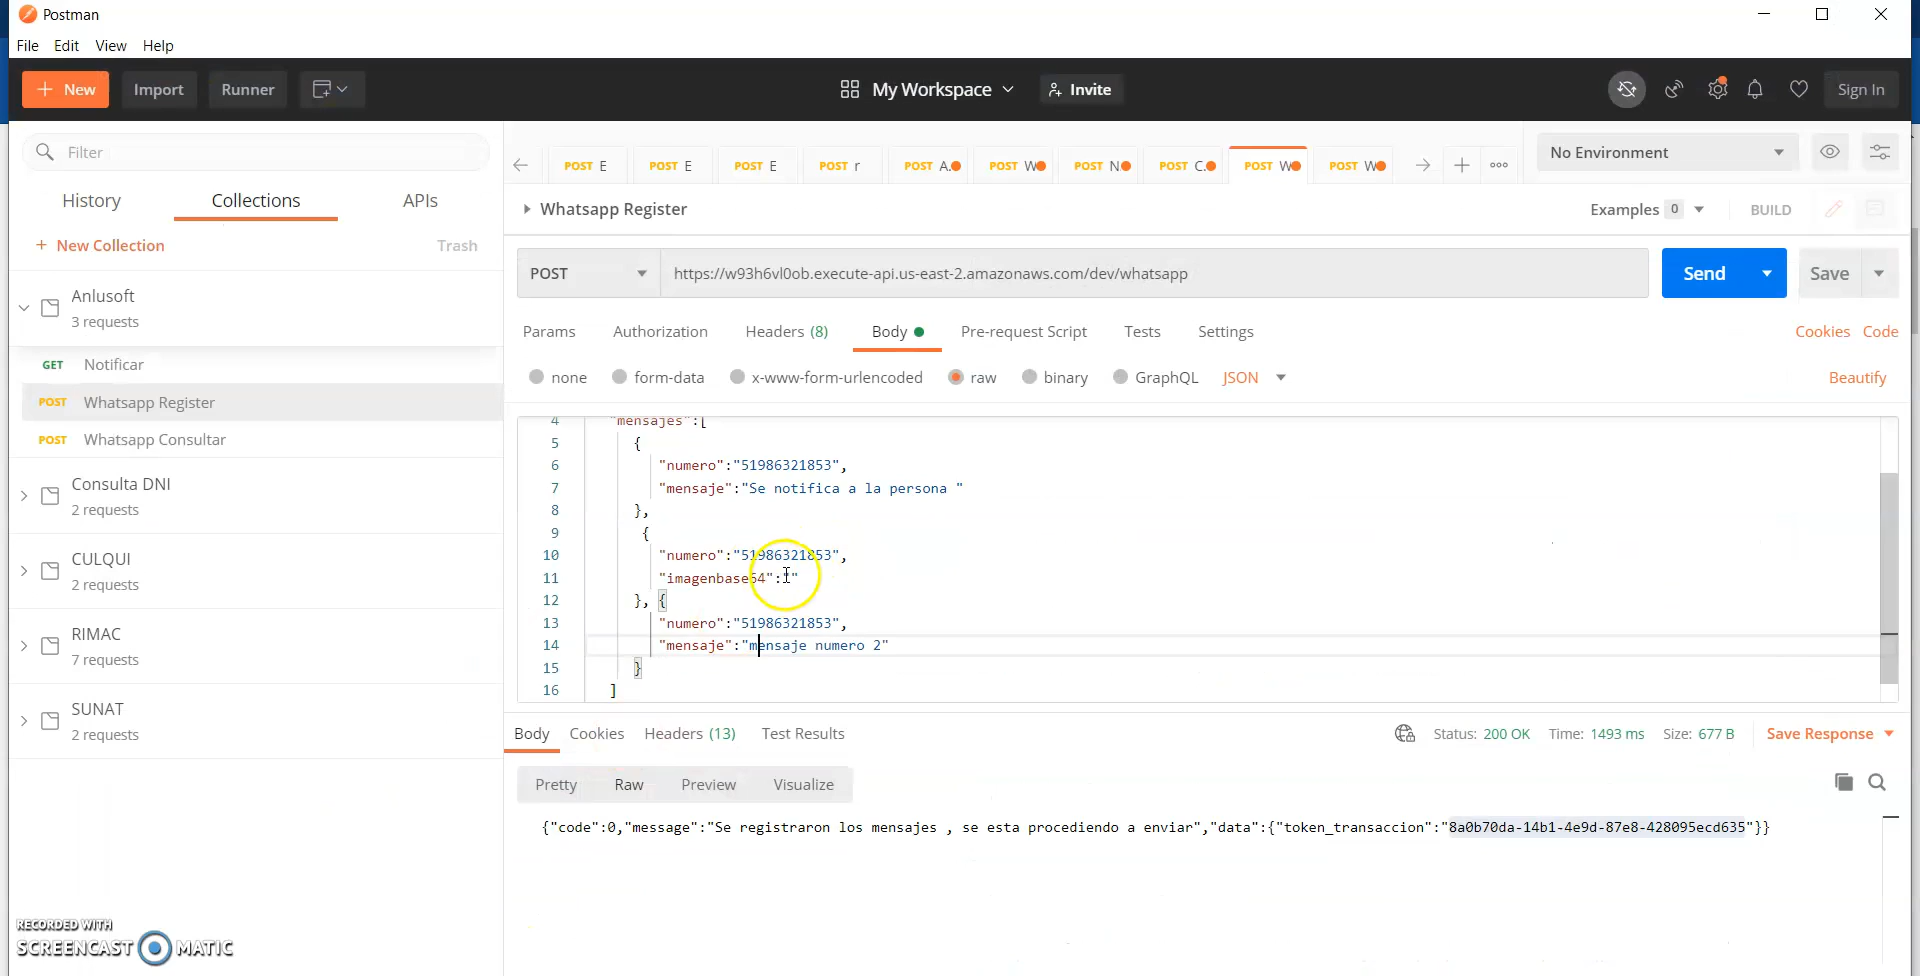 Postman
File Edit View Help
+ New Import Runner My Workspace Invite Sign In
Filter
History Collections APIs
+ New Collection Trash
Anlusoft
3 requests
GET Notificar
POST Whatsapp Register
POST Whatsapp Consultar
Consulta DNI
2 requests
CULQUI
2 requests
RIMAC
7 requests
SUNAT
2 requests
POST E POST E POST E POST r POST A. POST W POST N. POST C. POST W POST W
No Environment
Whatsapp Register
Examples 0 BUILD
POST https://w93h6vl0ob.execute-api.us-east-2.amazonaws.com/dev/whatsapp Send Save
Params Authorization Headers (8) Body Pre-request Script Tests Settings Cookies Code
none form-data x-www-form-urlencoded raw binary GraphQL JSON Beautify
4 "mensajes":[
5 {
6 "numero":"51986321853",
7 "mensaje":"Se notifica a la persona "
8 },
9 {
10 "numero":"51986321853",
11 "imagenbase64":""
12 }, {
13 "numero":"51986321853",
14 "mensaje":"mensaje numero 2"
15 }
16 ]
Body Cookies Headers (13) Test Results Status: 200 OK Time: 1493 ms Size: 677 B Save Response
Pretty Raw Preview Visualize
{"code":0,"message":"Se registraron los mensajes , se esta procediendo a enviar","data":{"token_transaccion":"8a0b70da-14b1-4e9d-87e8-428095ecd635"}}
RECORDED WITH
SCREENCAST MATIC